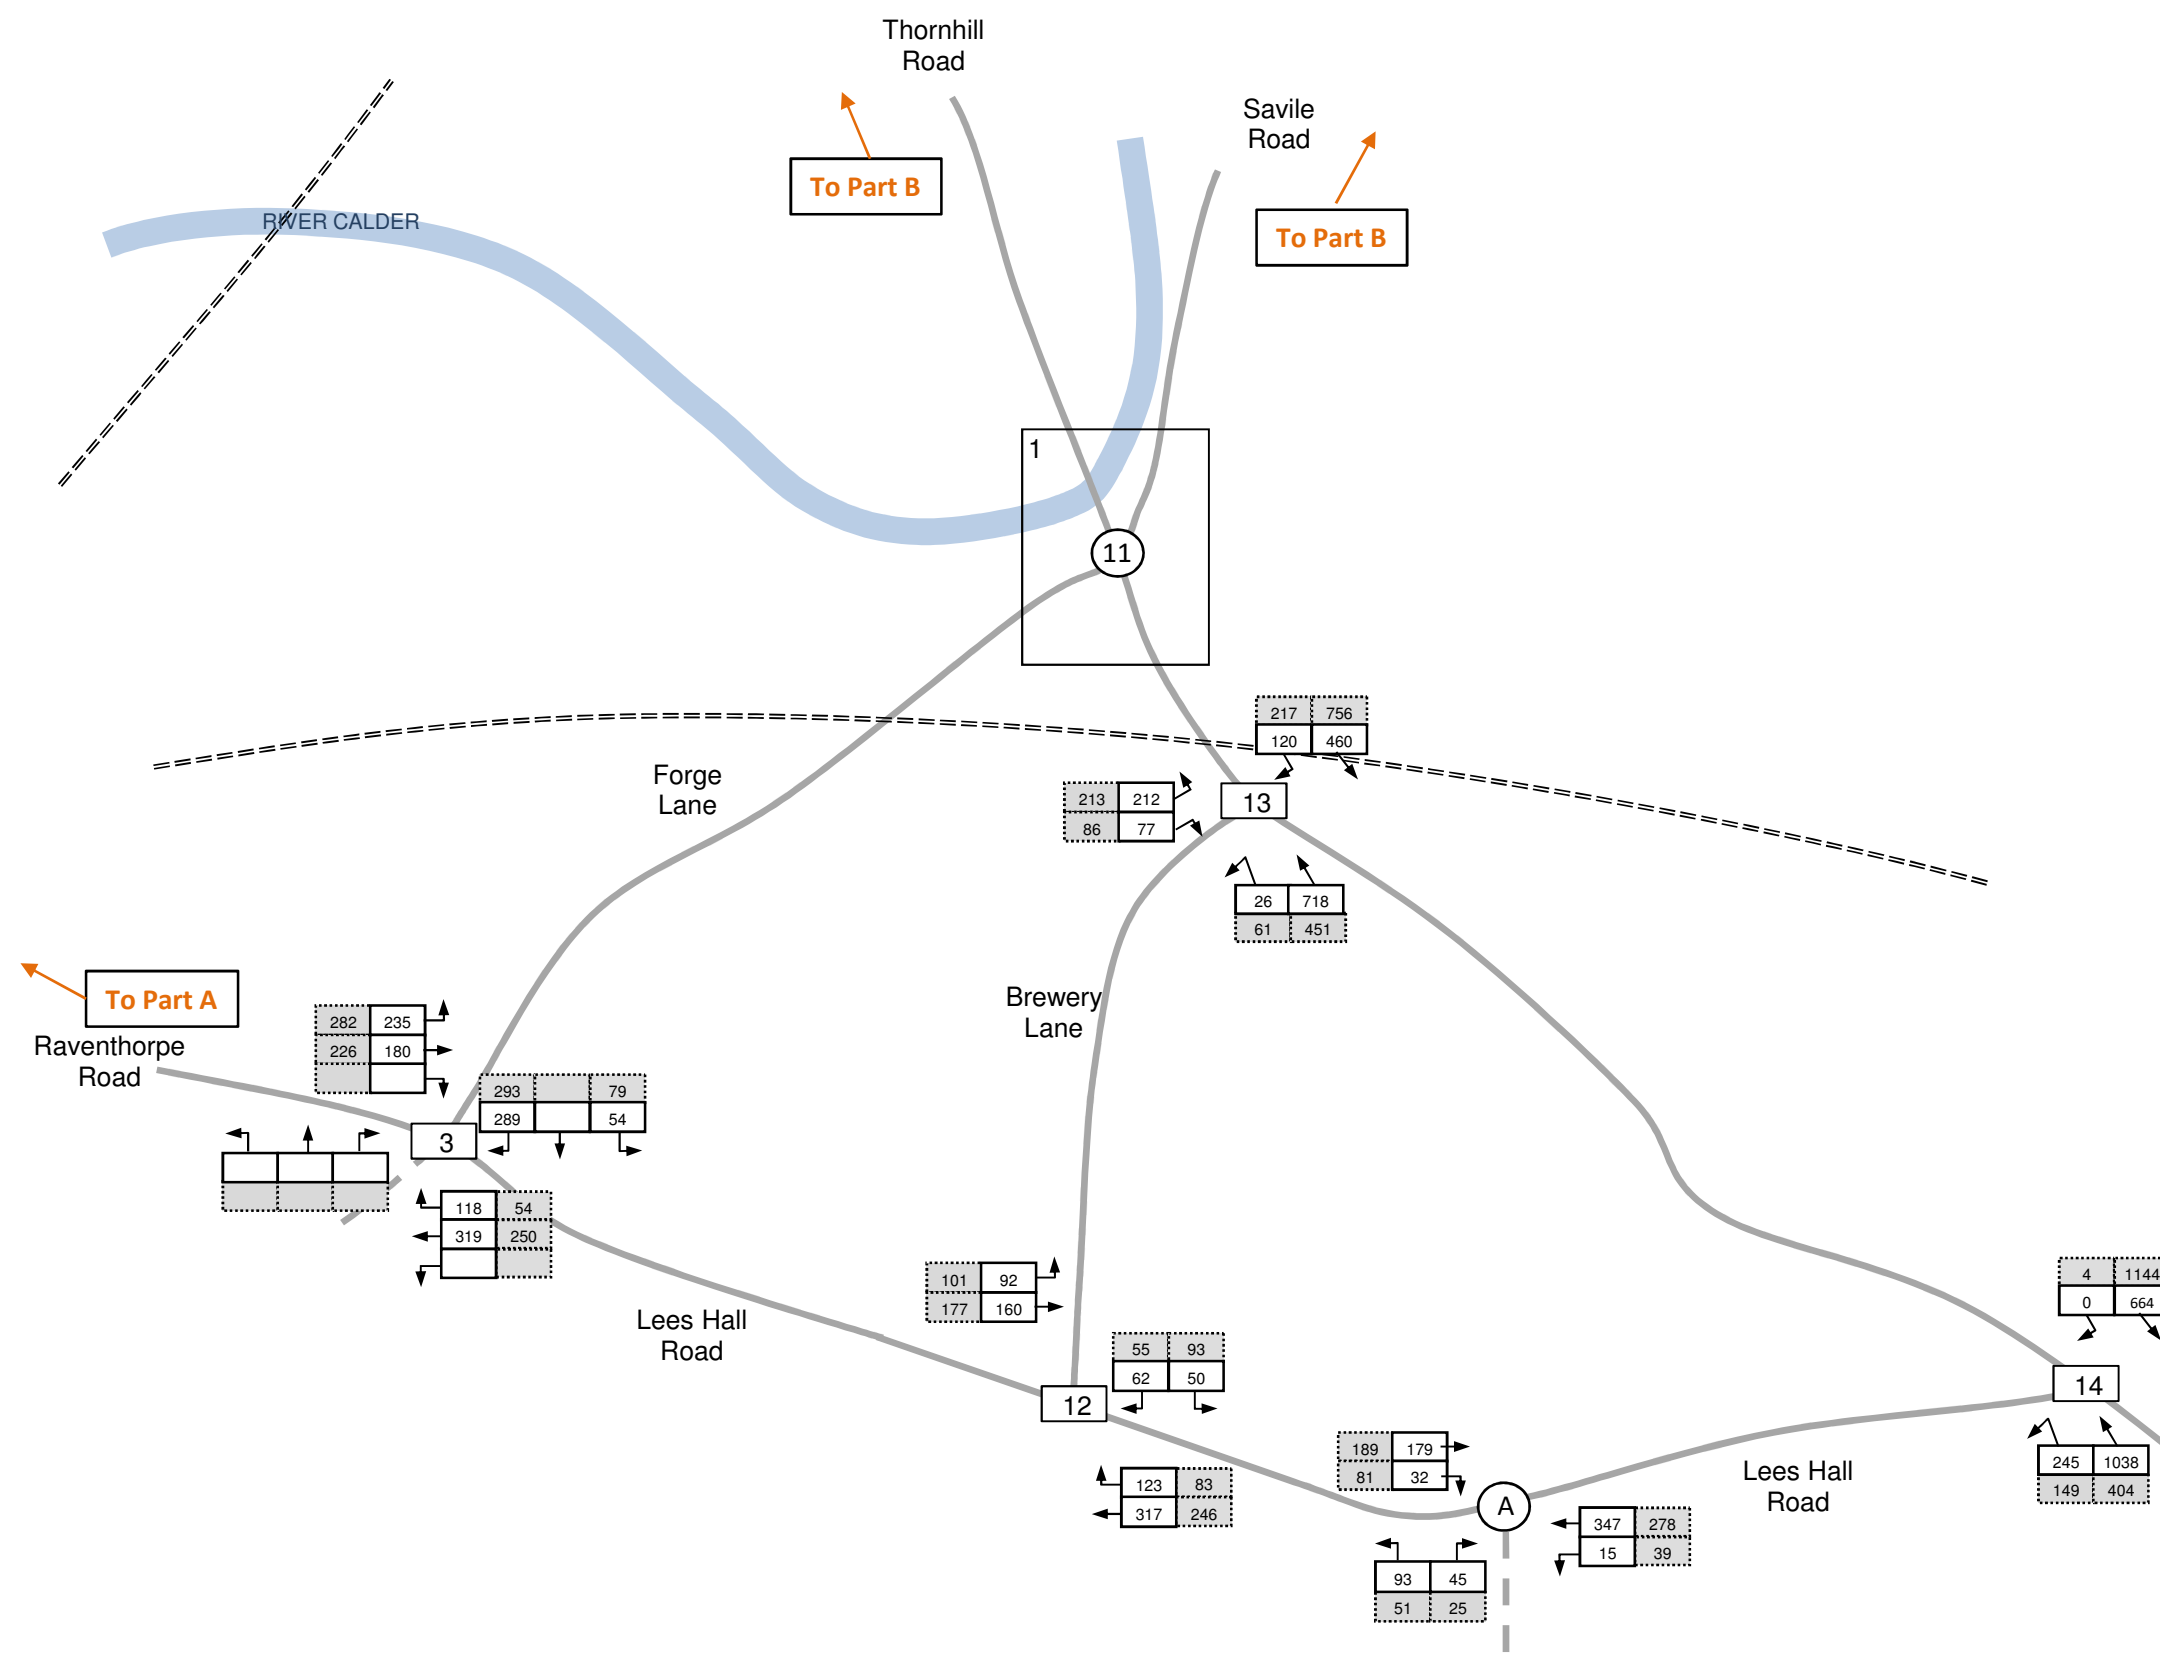 Thornhill
Road
Savile
Road
To Part B
To Part B
RIVER CALDER
1
11
217 756
120 460
Forge
Lane
13
213 212
86 77
26 718
61 451
To Part A
Brewery
Lane
282 235
226 180
Raventhorpe
Road
293 79
289 54
3
118 54
319 250
101 92
177 160
4 1144
0 664
Lees Hall
Road
55 93
62 50
14
12
189 179
81 32
245 1038
149 404
Lees Hall
Road
123 83
317 246
A
347 278
15 39
93 45
51 25